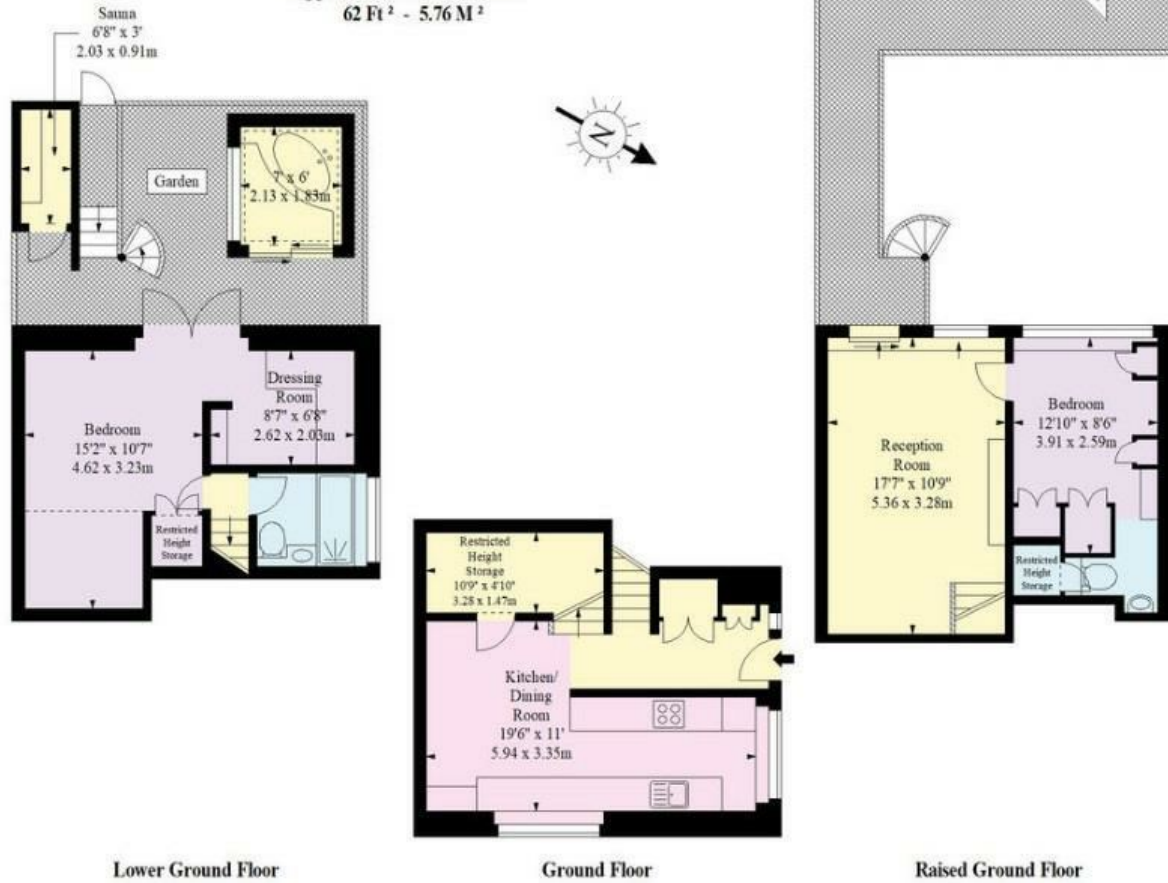 62 Ft ² - 5.76 M ²
Sauna
6'8" x 3'
2.03 x 0.91m
Garden
7' x 6'
2.13 x 1.83m
N
Dressing
Room
8'7" x 6'8"
2.62 x 2.03m
Bedroom
15'2" x 10'7"
4.62 x 3.23m
Restricted
Height
Storage
Lower Ground Floor
Restricted
Height
Storage
10'9" x 4'10"
3.28 x 1.47m
Kitchen/
Dining
Room
19'6" x 11'
5.94 x 3.35m
Ground Floor
Reception
Room
17'7" x 10'9"
5.36 x 3.28m
Bedroom
12'10" x 8'6"
3.91 x 2.59m
Restricted
Height
Storage
Raised Ground Floor